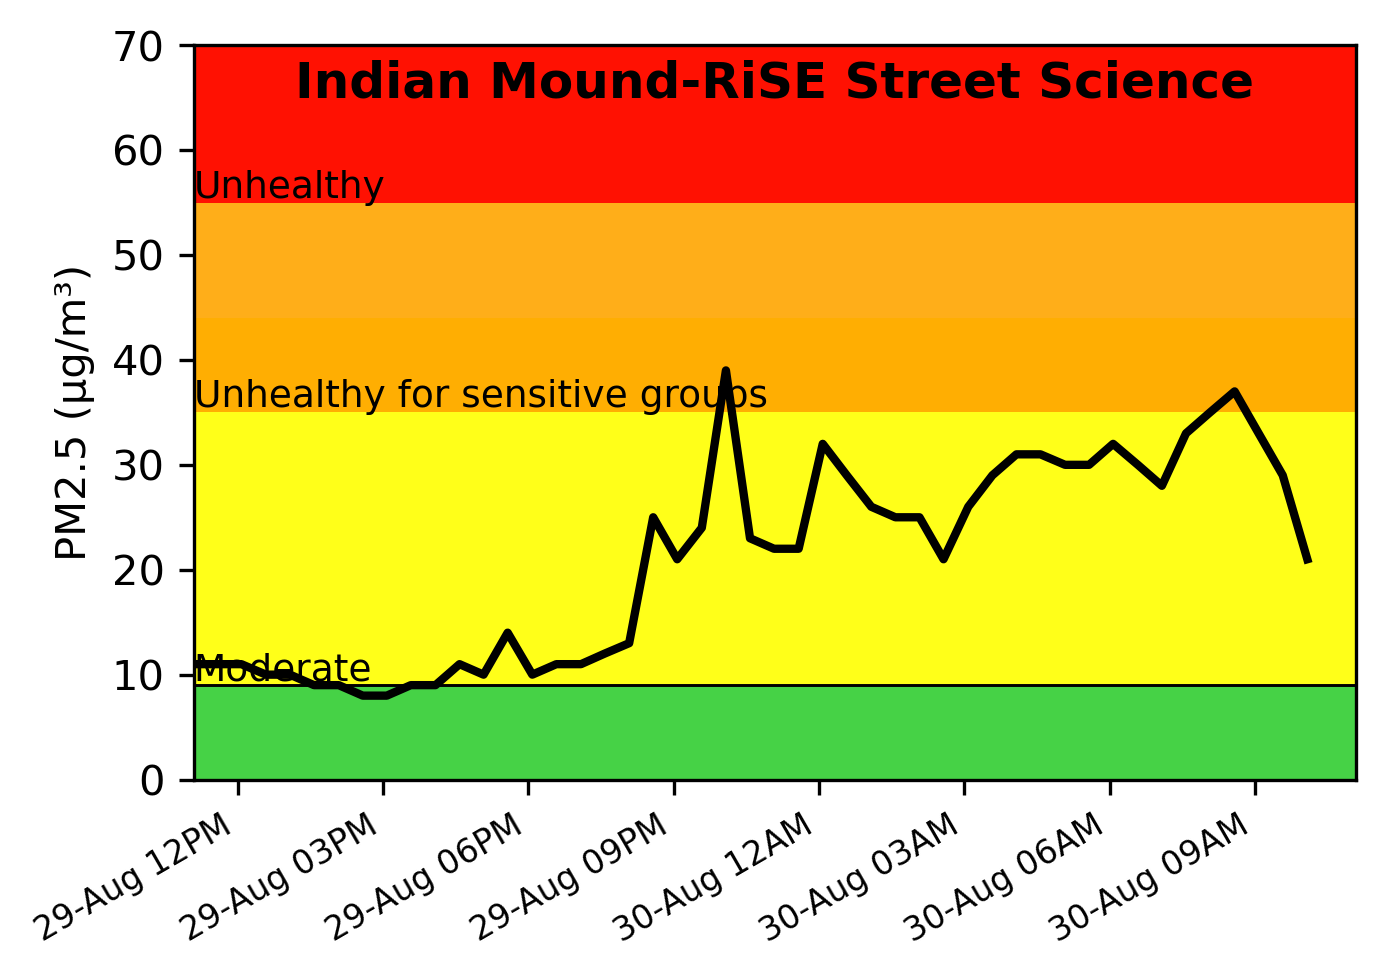 Indian Mound-RiSE Street Science
70
60
50
40
30
20
10
0
PM2.5 (µg/m³)
Unhealthy
Unhealthy for sensitive groups
Moderate
29-Aug 12PM
29-Aug 03PM
29-Aug 06PM
29-Aug 09PM
30-Aug 12AM
30-Aug 03AM
30-Aug 06AM
30-Aug 09AM